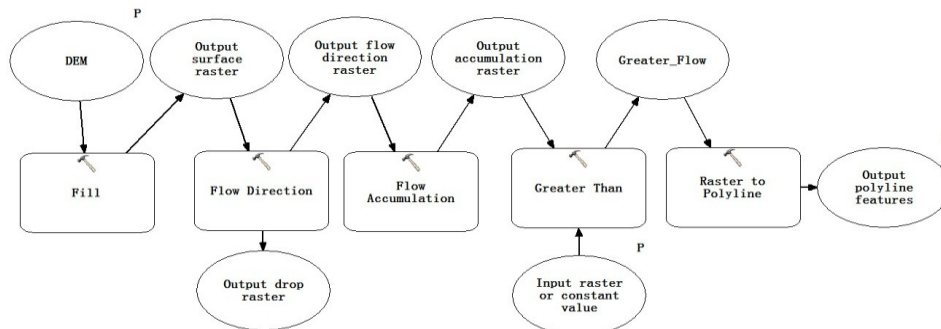 P
DEM
Output
surface
raster
Output flow
direction
raster
Output
accumulation
raster
Greater_Flow
Fill
Flow Direction
Flow
Accumulation
Greater Than
Raster to
Polyline
Output
polyline
features
P
Output drop
raster
Input raster
or constant
value